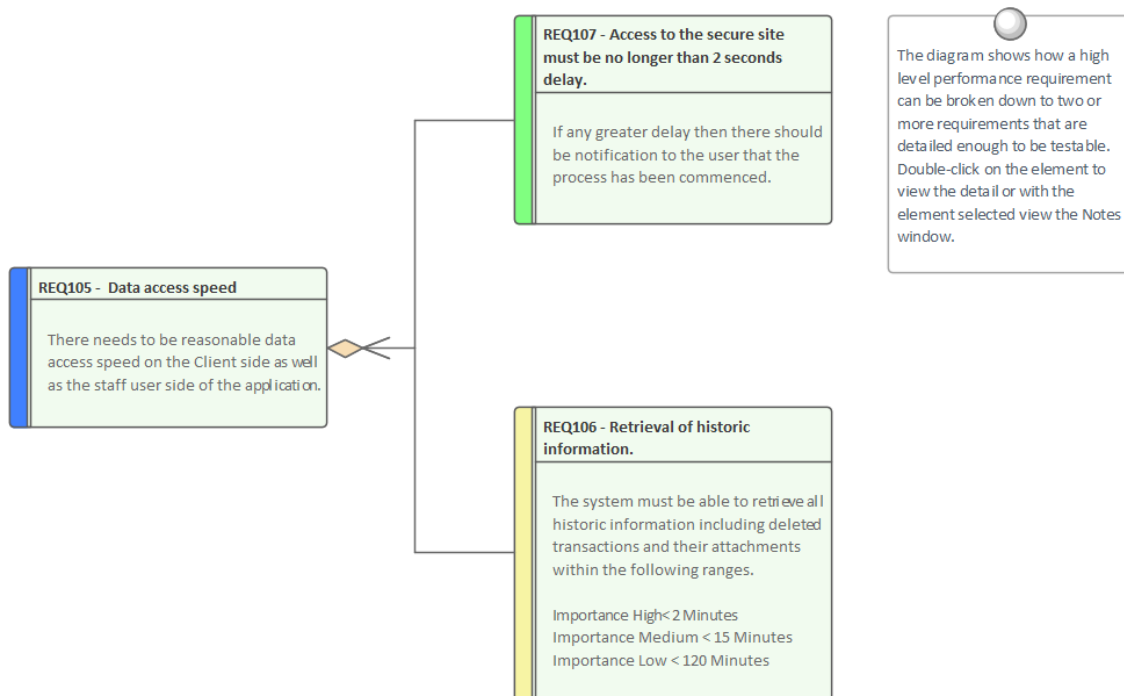 REQ107 - Access to the secure site
must be no longer than 2 seconds
delay.
If any greater delay then there should
be notification to the user that the
process has been commenced.
The diagram shows how a high
level performance requirement
can be broken down to two or
more requirements that are
detailed enough to be testable.
Double-click on the element to
view the detail or with the
element selected view the Notes
window.
REQ105 - Data access speed
There needs to be reasonable data
access speed on the Client side as well
as the staff user side of the application.
REQ106 - Retrieval of historic
information.
The system must be able to retrieve all
historic information including deleted
transactions and their attachments
within the following ranges.
Importance High< 2 Minutes
Importance Medium < 15 Minutes
Importance Low < 120 Minutes